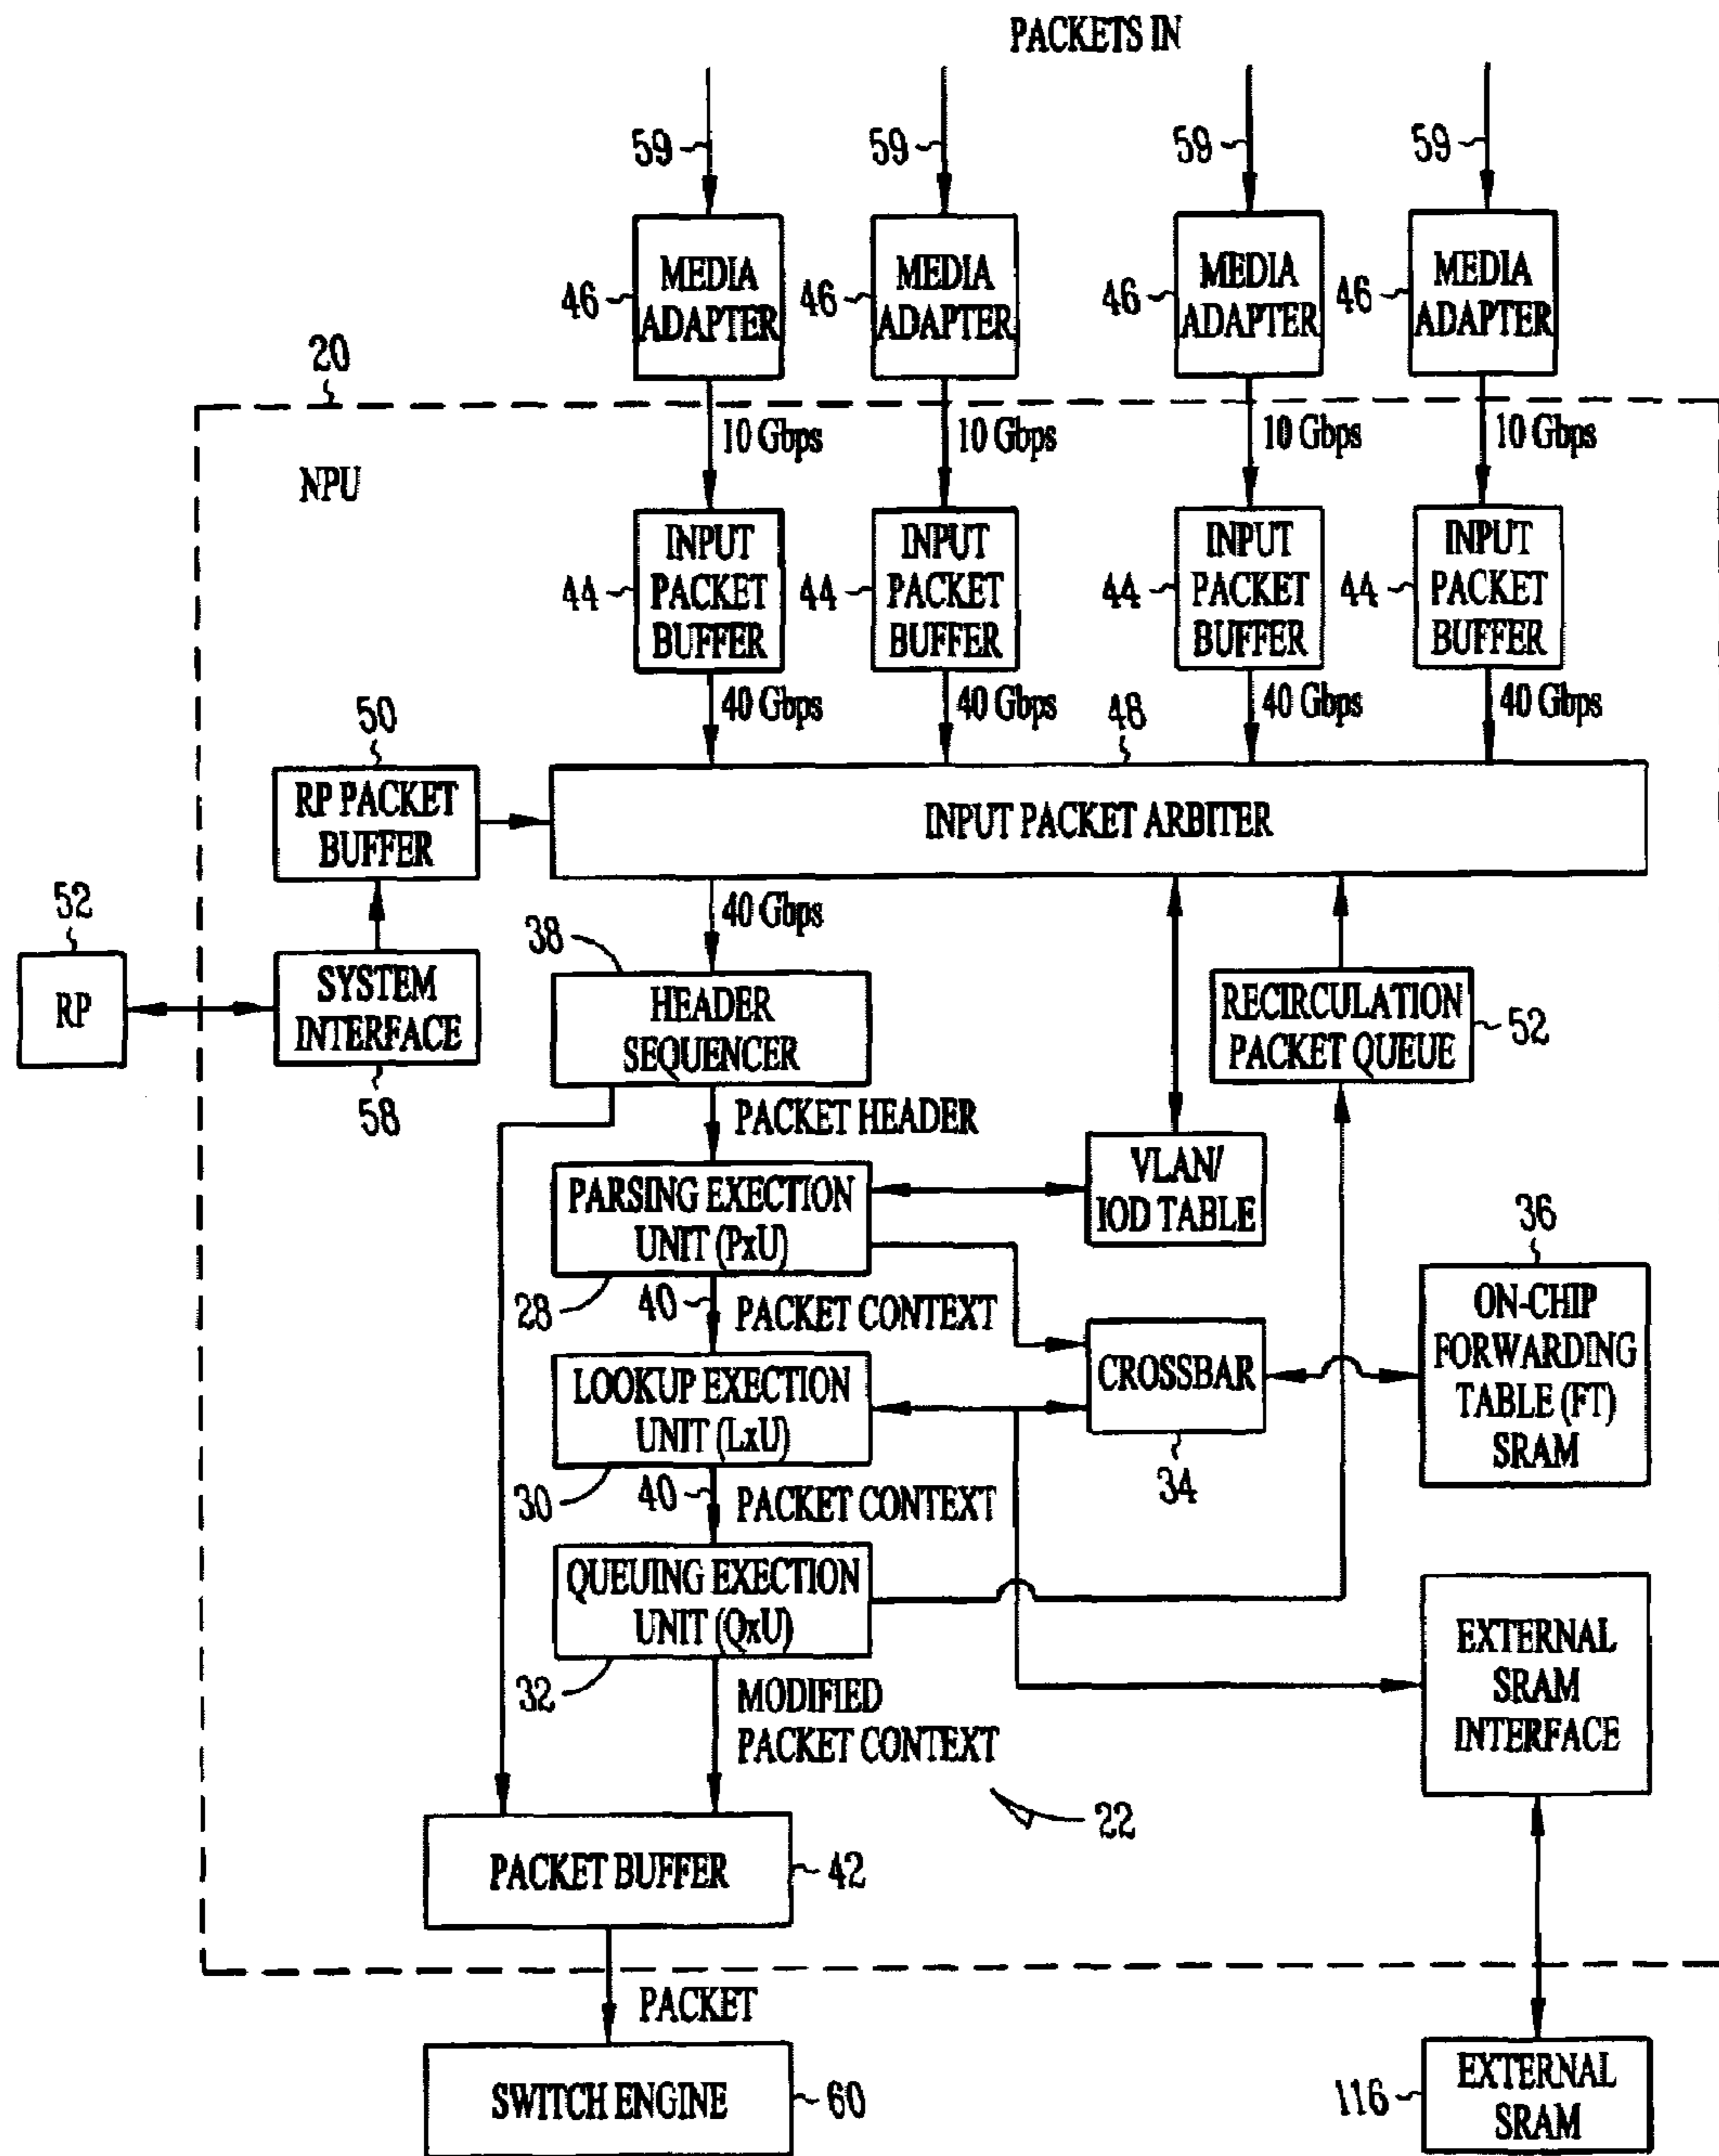 PACKETS IN
59 59 59 59
MEDIA ADAPTER
MEDIA ADAPTER
MEDIA ADAPTER
MEDIA ADAPTER
46 46 46 46
20
10 Gbps 10 Gbps 10 Gbps 10 Gbps
NPU
INPUT PACKET BUFFER
INPUT PACKET BUFFER
INPUT PACKET BUFFER
INPUT PACKET BUFFER
44 44 44 44
40 Gbps 40 Gbps 40 Gbps 40 Gbps
48
50
RP PACKET
BUFFER
INPUT PACKET ARBITER
40 Gbps
52
RP
SYSTEM
INTERFACE
58
38
HEADER
SEQUENCER
RECIRCULATION
PACKET QUEUE
52
PACKET HEADER
VLAN/
IOD TABLE
PARSING EXECTION
UNIT (PxU)
28
40
PACKET CONTEXT
36
ON-CHIP
FORWARDING
TABLE (FT)
SRAM
CROSSBAR
34
LOOKUP EXECTION
UNIT (LxU)
30
40
PACKET CONTEXT
QUEUING EXECTION
UNIT (QxU)
32
MODIFIED
PACKET CONTEXT
EXTERNAL
SRAM
INTERFACE
22
PACKET BUFFER
42
PACKET
SWITCH ENGINE
60
116
EXTERNAL
SRAM